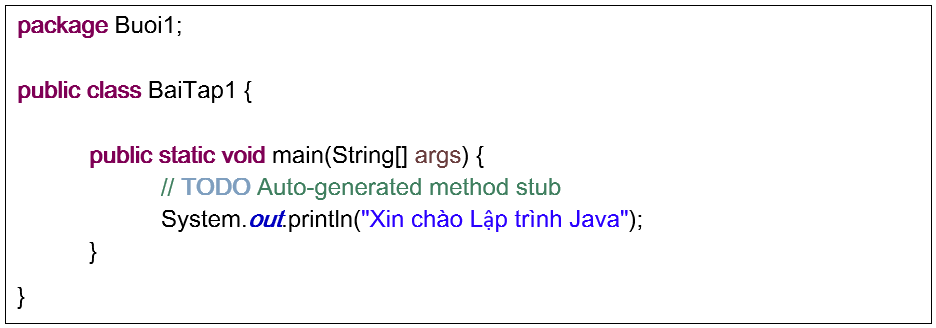 package Buoi1;
public class BaiTap1 {
public static void main(String[] args) {
// TODO Auto-generated method stub
System.out.println("Xin chào Lập trình Java");
}
}